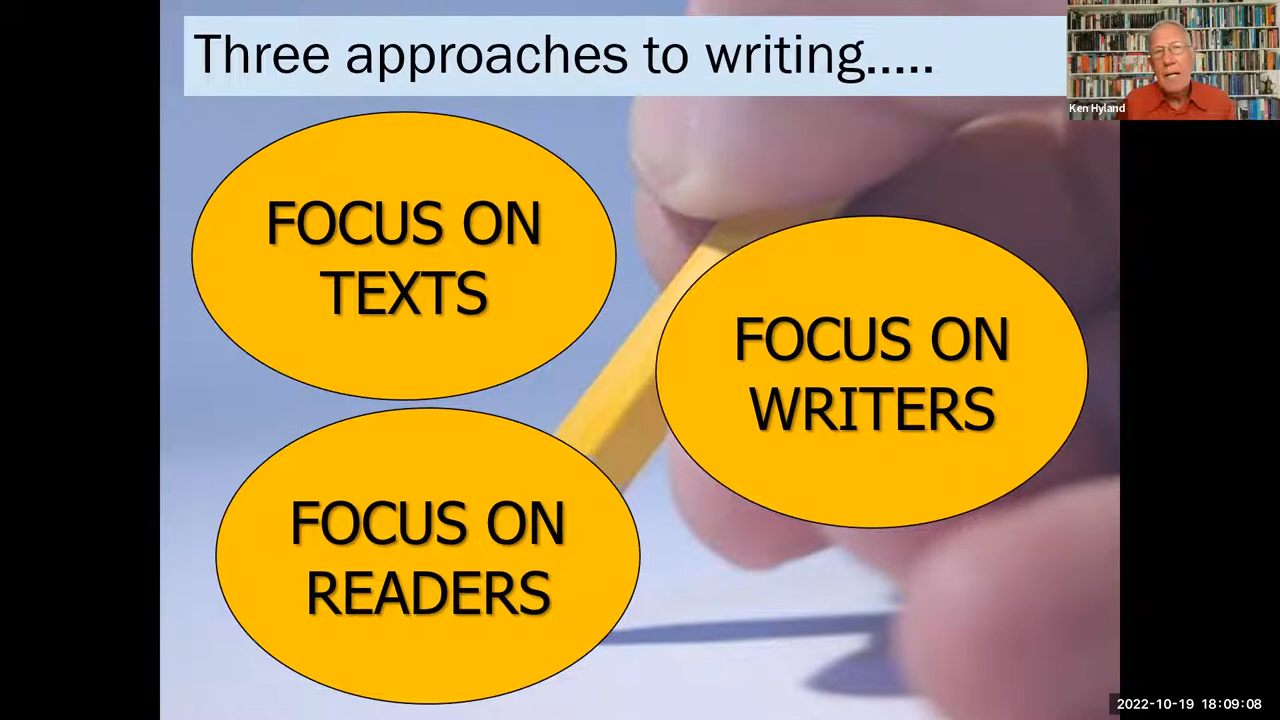 Three approaches to writing.....
Ken Hyland
FOCUS ON
TEXTS
FOCUS ON
WRITERS
FOCUS ON
READERS
2022-10-19 18:09:08